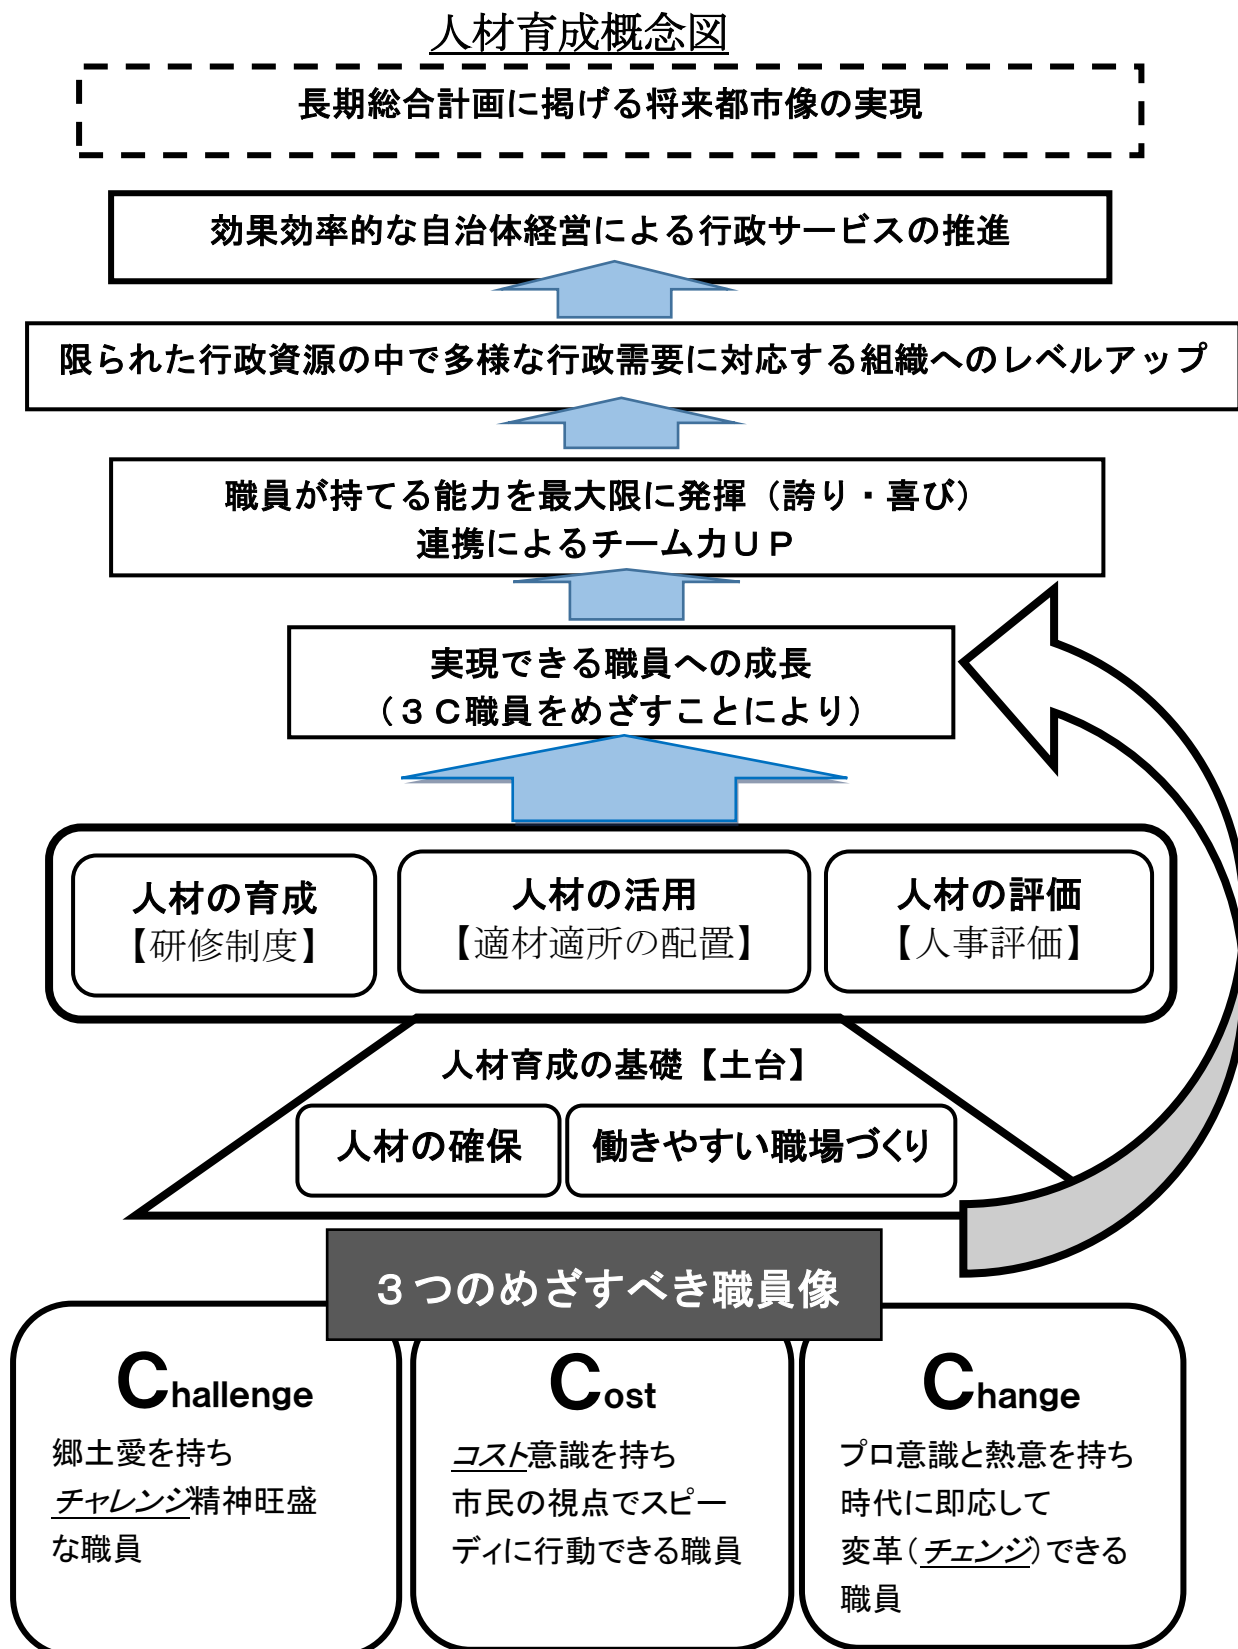 人材育成概念図
長期総合計画に掲げる将来都市像の実現
効果効率的な自治体経営による行政サービスの推進
限られた行政資源の中で多様な行政需要に対応する組織へのレベルアップ
職員が持てる能力を最大限に発揮（誇り・喜び）
連携によるチーム力ＵＰ
実現できる職員への成長
（３Ｃ職員をめざすことにより）
人材の育成
【研修制度】
人材の活用
【適材適所の配置】
人材の評価
【人事評価】
人材育成の基礎【土台】
人材の確保
働きやすい職場づくり
３つのめざすべき職員像
Challenge
郷土愛を持ち
チャレンジ精神旺盛
な職員
Cost
コスト意識を持ち
市民の視点でスピー
ディに行動できる職員
Change
プロ意識と熱意を持ち
時代に即応して
変革（チェンジ）できる
職員